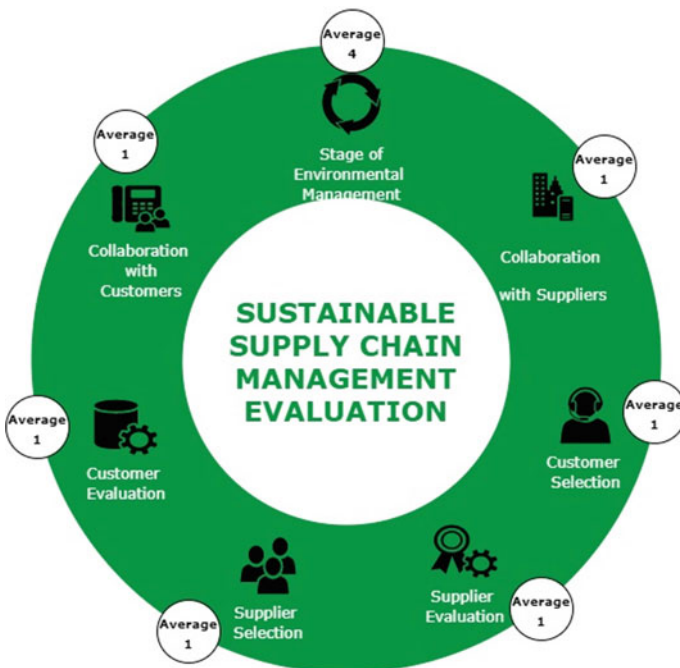 Average
4
Stage of
Environmental
Management
Average
1
Collaboration
with Suppliers
Average
1
Customer
Selection
Average
1
Supplier
Evaluation
Average
1
Supplier
Selection
Average
1
Customer
Evaluation
Average
1
Collaboration
with
Customers
SUSTAINABLE
SUPPLY CHAIN
MANAGEMENT
EVALUATION